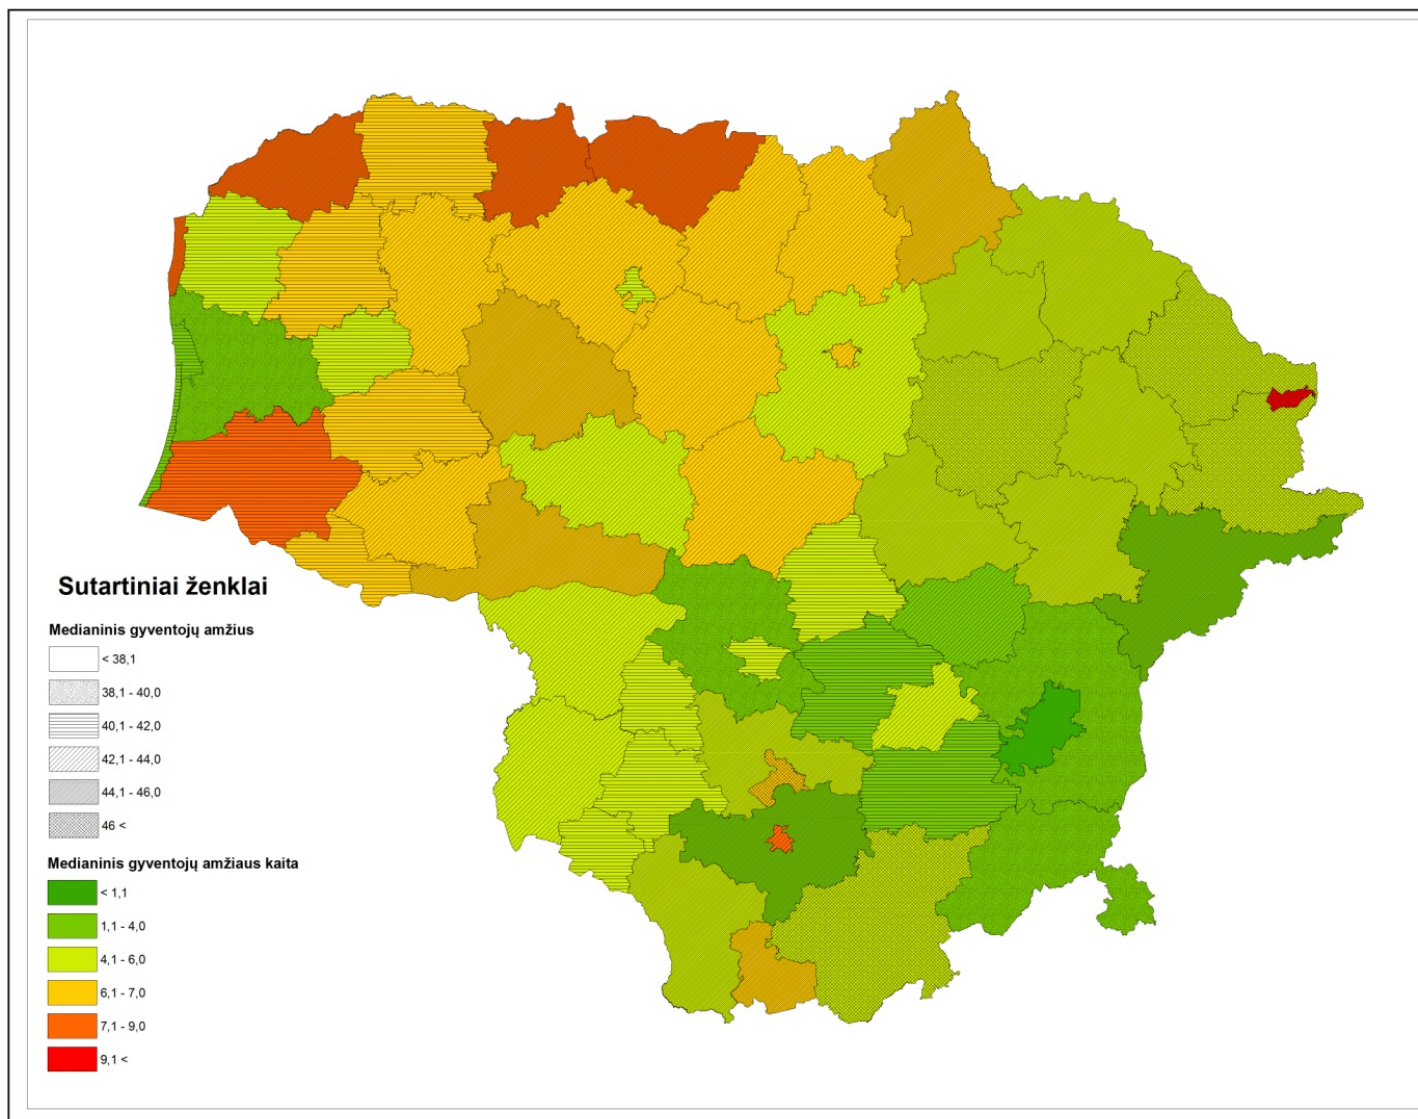 Sutartiniai ženklai
Medianinis gyventojų amžius
< 38,1
38,1 - 40,0
40,1 - 42,0
42,1 - 44,0
44,1 - 46,0
46 <
Medianinis gyventojų amžiaus kaita
< 1,1
1,1 - 4,0
4,1 - 6,0
6,1 - 7,0
7,1 - 9,0
9,1 <